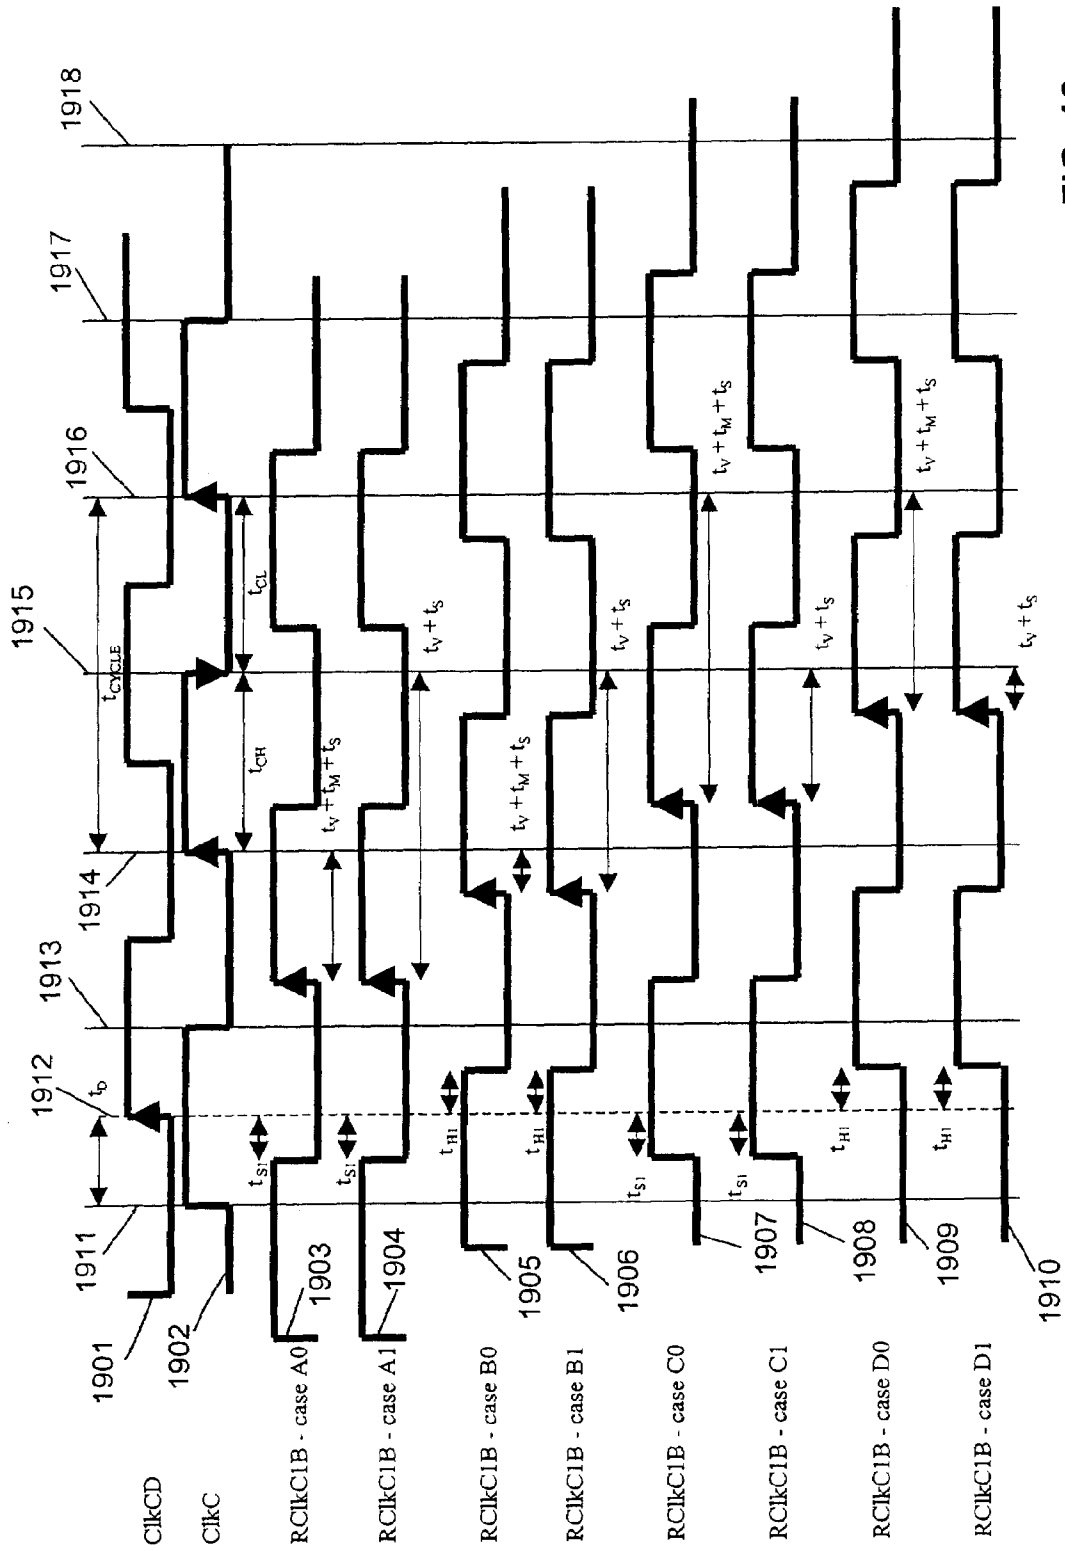 1911
1912
1913
1914
1915
1916
1917
1918
t_D
t_CYCLE
t_CH
t_CL
ClkCD
1901
ClkC
1902
RClkC1B - case A0
1903
t_S1
t_V + t_M + t_S
RClkC1B - case A1
1904
t_S1
t_V + t_S
RClkC1B - case B0
1905
t_H1
t_V + t_M + t_S
RClkC1B - case B1
1906
t_H1
t_V + t_S
RClkC1B - case C0
1907
t_S1
t_V + t_M + t_S
RClkC1B - case C1
1908
t_S1
t_V + t_S
RClkC1B - case D0
1909
t_H1
t_V + t_M + t_S
RClkC1B - case D1
1910
t_H1
t_V + t_S